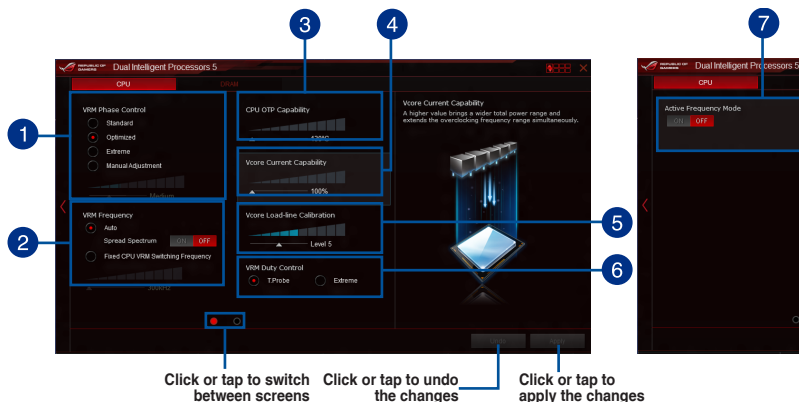 3
4
7
REPUBLIC OF GAMERS Dual Intelligent Processors 5
CPU
DRAM
1
VRM Phase Control
Standard
Optimized
Extreme
Manual Adjustment
Medium
2
VRM Frequency
Auto
Spread Spectrum ON OFF
Fixed CPU VRM Switching Frequency
300KHz
CPU OTP Capability
130°C
Vcore Current Capability
100%
5
Vcore Load-line Calibration
Level 5
6
VRM Duty Control
T.Probe Extreme
Vcore Current Capability
A higher value brings a wider total power range and
extends the overclocking frequency range simultaneously.
Undo
Apply
REPUBLIC OF GAMERS Dual Intelligent Processors 5
CPU
Active Frequency Mode
ON OFF
Click or tap to switch
between screens
Click or tap to undo
the changes
Click or tap to
apply the changes